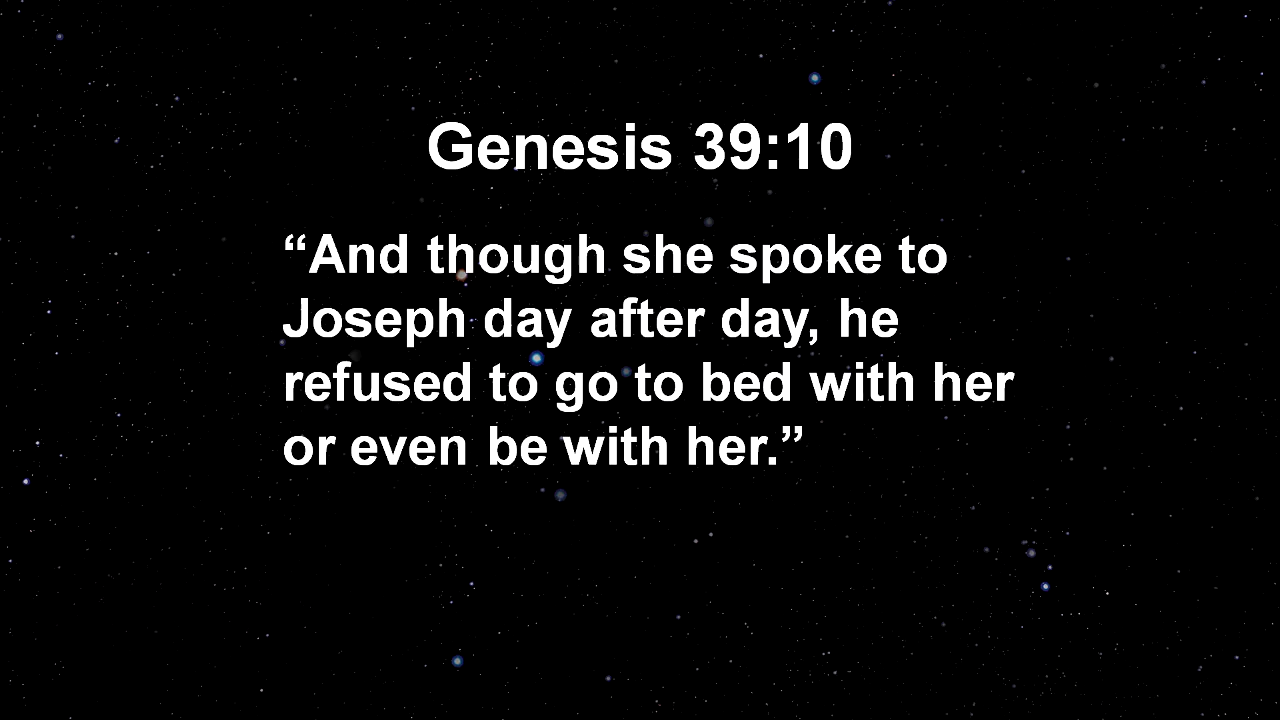 Genesis 39:10
“And though she spoke to
Joseph day after day, he
refused to go to bed with her
or even be with her.”